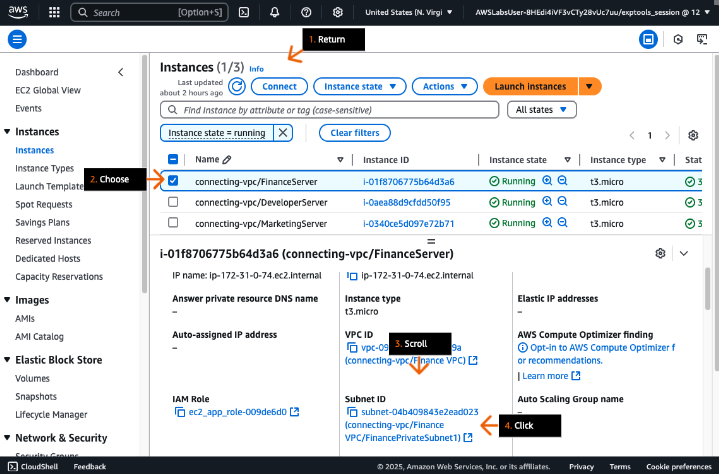 aws
Search
[Option+S]
United States (N. Virgi
AWSLabsUser-8HEdi4iVF3vCTy28vUc7uu/exptools_session @ 12
1. Return
Dashboard
EC2 Global View
Events
Instances
Instances
Instance Types
Launch Template
Spot Requests
Savings Plans
Reserved Instances
Dedicated Hosts
Capacity Reservations
Images
AMIs
AMI Catalog
Elastic Block Store
Volumes
Snapshots
Lifecycle Manager
Network & Security
Security Groups
Instances (1/3) Info
Last updated
about 2 hours ago
Connect
Instance state
Actions
Launch instances
Find Instance by attribute or tag (case-sensitive)
All states
Instance state = running
Clear filters
1
2. Choose
Name
Instance ID
Instance state
Instance type
Stat
connecting-vpc/FinanceServer
i-01f8706775b64d3a6
Running
t3.micro
3
connecting-vpc/DeveloperServer
i-0aea88d9cfdd50f95
Running
t3.micro
3
connecting-vpc/MarketingServer
i-0340ce5d097e72b71
Running
t3.micro
3
i-01f8706775b64d3a6 (connecting-vpc/FinanceServer)
IP name: ip-172-31-0-74.ec2.internal
ip-172-31-0-74.ec2.internal
Answer private resource DNS name
–
Instance type
t3.micro
Elastic IP addresses
–
Auto-assigned IP address
–
VPC ID
vpc-09
9a
(connecting-vpc/Finance VPC)
3. Scroll
AWS Compute Optimizer finding
Opt-in to AWS Compute Optimizer f
or recommendations.
| Learn more
IAM Role
ec2_app_role-009de6d0
Subnet ID
subnet-04b409843e2ead023
(connecting-vpc/Finance
VPC/FinancePrivateSubnet1)
Auto Scaling Group name
–
4. Click
CloudShell
Feedback
© 2025, Amazon Web Services, Inc. or its affiliates.
Privacy
Terms
Cookie preferences